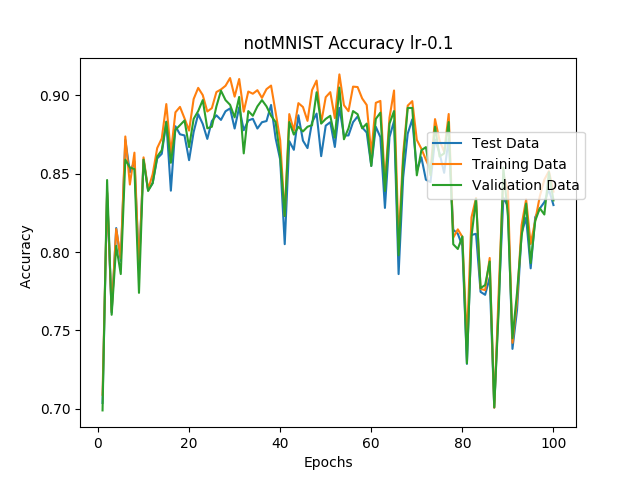 notMNIST Accuracy lr-0.1
Accuracy
0.90
0.85
0.80
0.75
0.70
Test Data
Training Data
Validation Data
0
20
40
60
80
100
Epochs